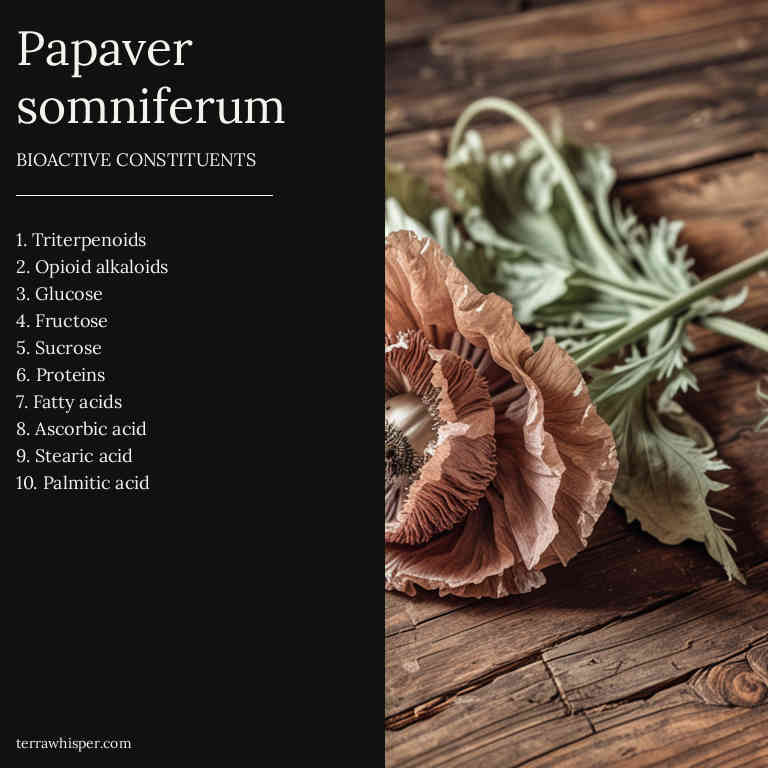 Papaver
somniferum
BIOACTIVE CONSTITUENTS
1. Triterpenoids
2. Opioid alkaloids
3. Glucose
4. Fructose
5. Sucrose
6. Proteins
7. Fatty acids
8. Ascorbic acid
9. Stearic acid
10. Palmitic acid
terrawhisper.com